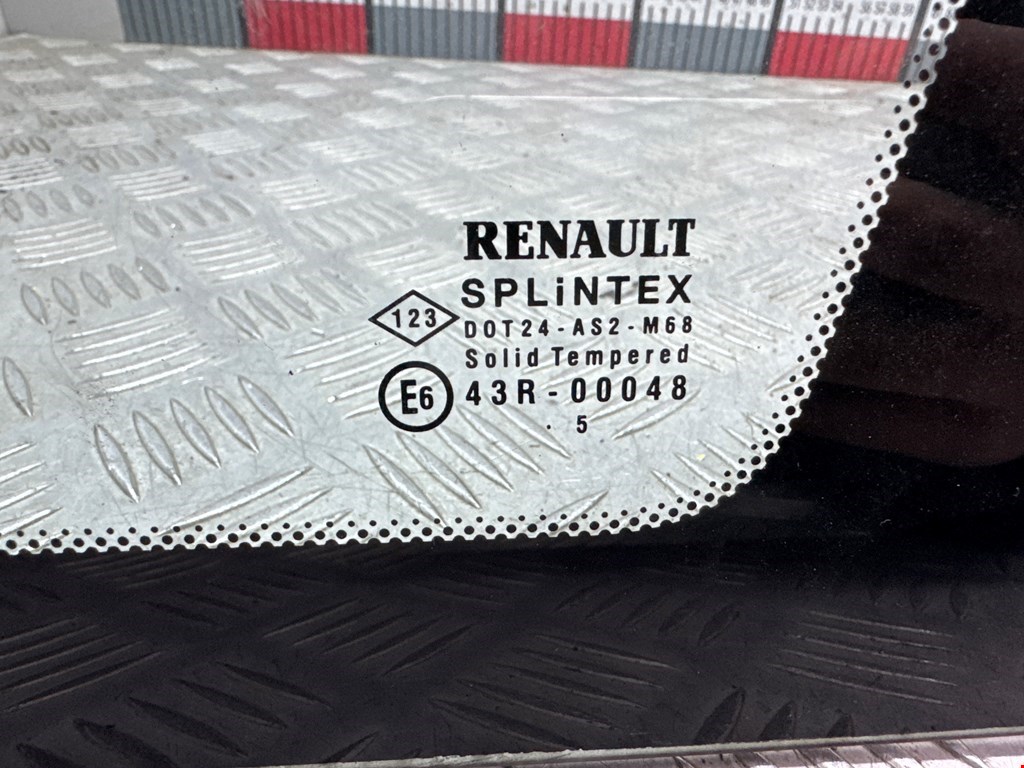 RENAULT
SPLiNTEX
123
DOT24-AS2-M68
Solid Tempered
E6
43R-00048
. 5